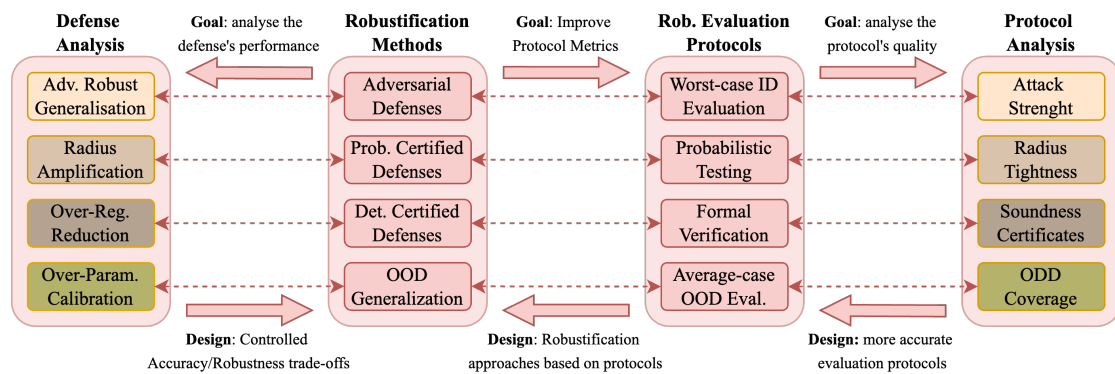 Defense
Analysis
Goal: analyse the
defense's performance
Robustification
Methods
Goal: Improve
Protocol Metrics
Rob. Evaluation
Protocols
Goal: analyse the
protocol's quality
Protocol
Analysis
Adv. Robust
Generalisation
Adversarial
Defenses
Worst-case ID
Evaluation
Attack
Strenght
Radius
Amplification
Prob. Certified
Defenses
Probabilistic
Testing
Radius
Tightness
Over-Reg.
Reduction
Det. Certified
Defenses
Formal
Verification
Soundness
Certificates
Over-Param.
Calibration
OOD
Generalization
Average-case
OOD Eval.
ODD
Coverage
Design: Controlled
Accuracy/Robustness trade-offs
Design: Robustification
approaches based on protocols
Design: more accurate
evaluation protocols